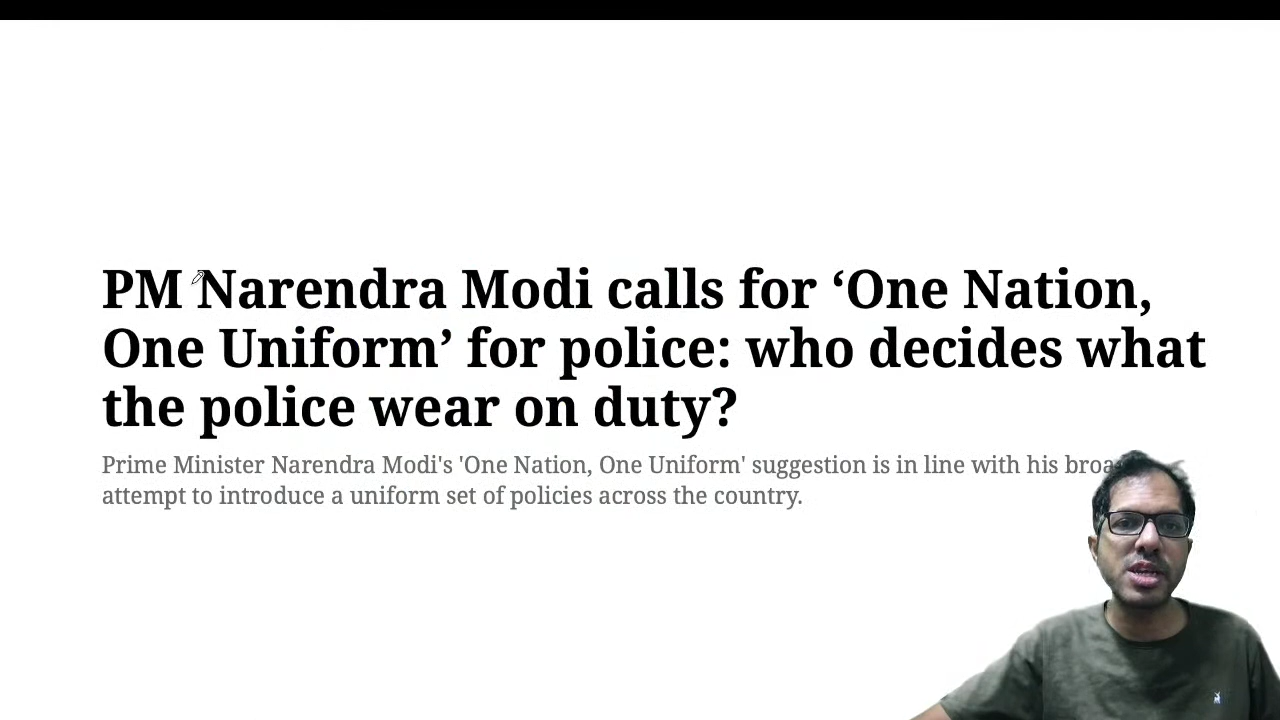 PM Narendra Modi calls for ‘One Nation,
One Uniform’ for police: who decides what
the police wear on duty?
Prime Minister Narendra Modi's 'One Nation, One Uniform' suggestion is in line with his
attempt to introduce a uniform set of policies across the country.